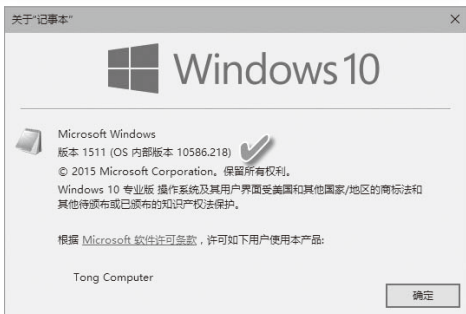 关于"记事本"
Windows 10
Microsoft Windows
版本 1511 (OS 内部版本 10586.218)
© 2015 Microsoft Corporation。保留所有权利。
Windows 10 专业版 操作系统及其用户界面受美国和其他国家/地区的商标法和
其他待颁布或已颁布的知识产权法保护。
根据 Microsoft 软件许可条款，许可如下用户使用本产品:
Tong Computer
确定